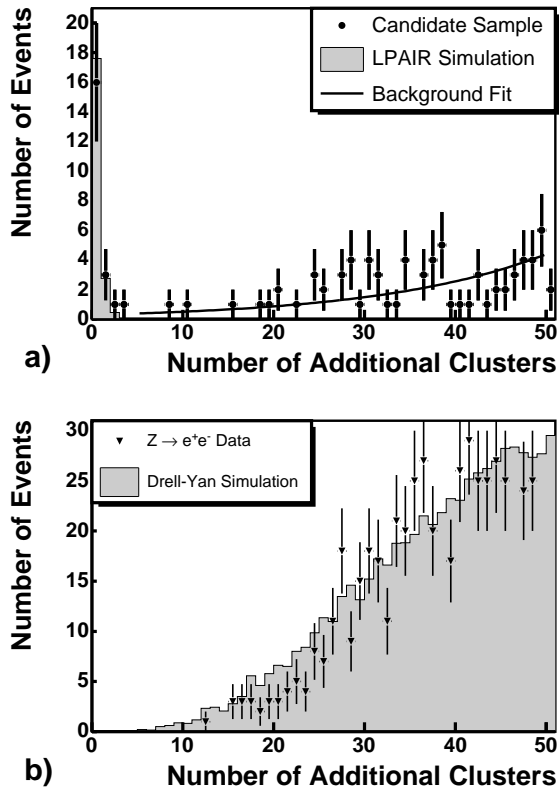 Number of Events
20
18
16
14
12
10
8
6
4
2
0
Candidate Sample
LPAIR Simulation
Background Fit
0 10 20 30 40 50
a) Number of Additional Clusters
Number of Events
30
25
20
15
10
5
0
Z → e⁺e⁻ Data
Drell-Yan Simulation
0 10 20 30 40 50
b) Number of Additional Clusters